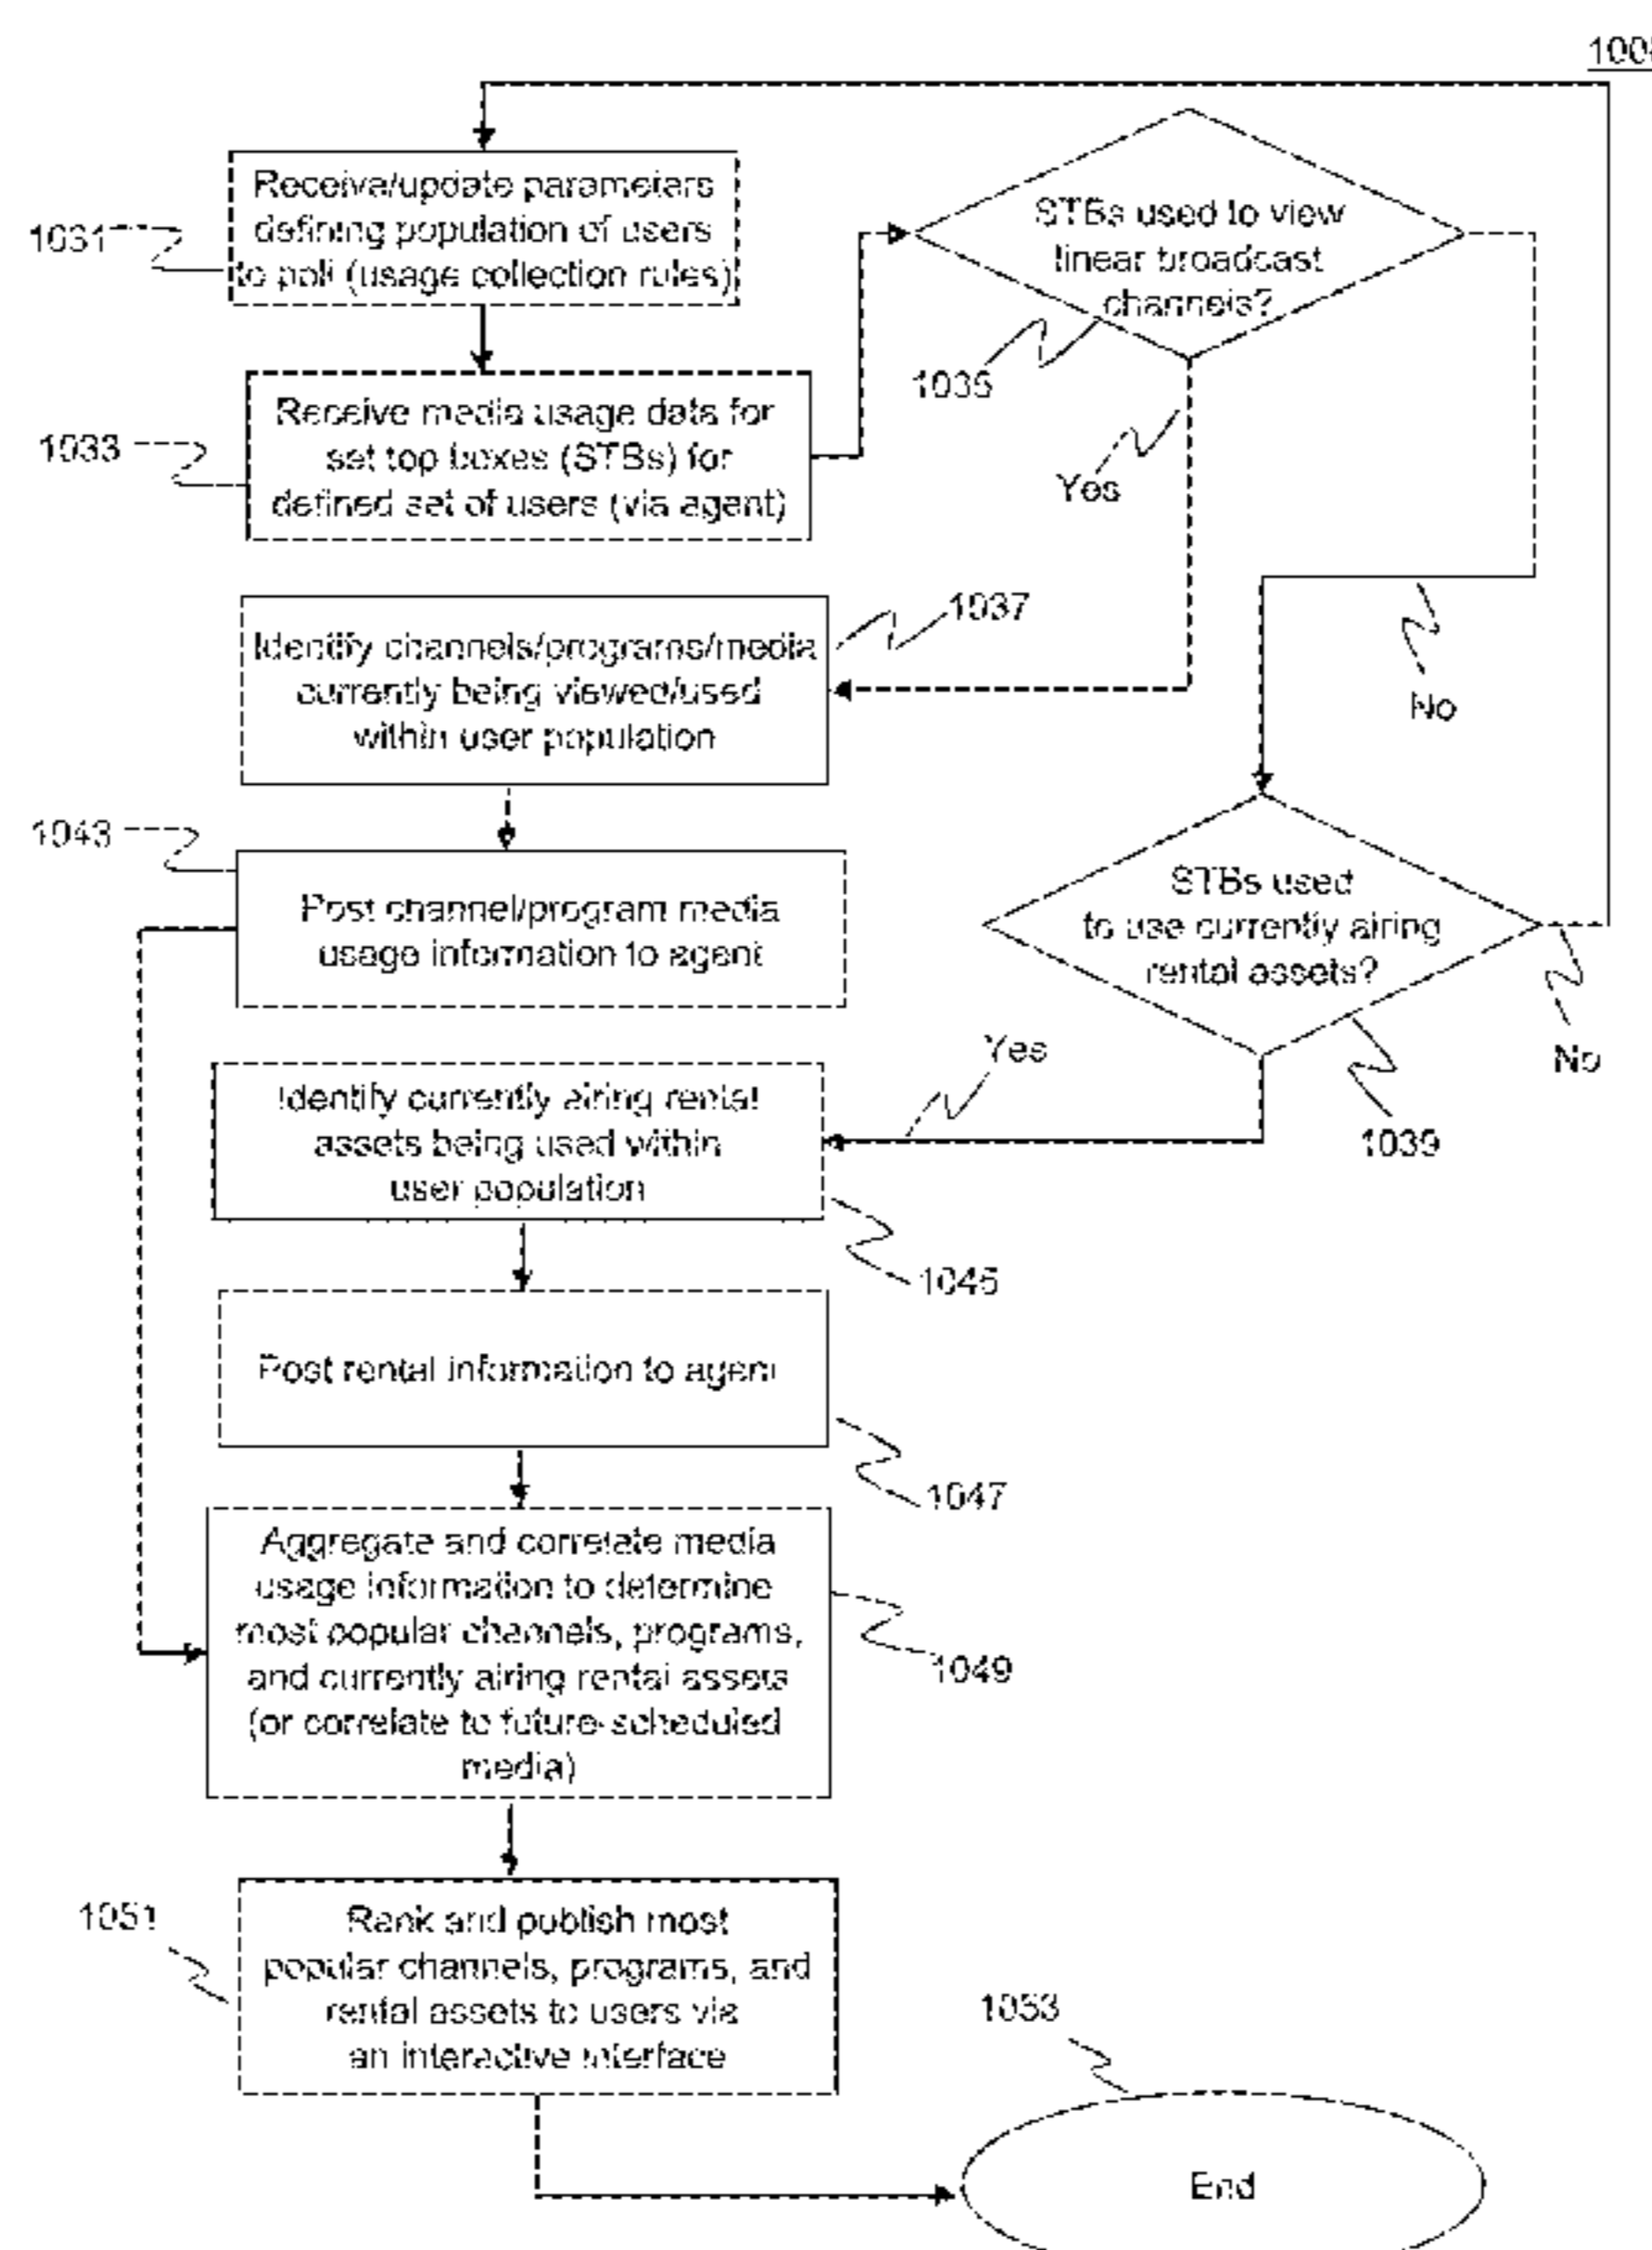 Receive/update parameters
defining population of users
to poll (usage collection rules)
1031
STBs used to view
linear broadcast
channels?
1035
Receive media usage data for
set top boxes (STBs) for
defined set of users (via agent)
1033
Yes
No
Identify channels/programs/media
currently being viewed/used
within user population
1037
1043
Post channel/program media
usage information to agent
STBs used
to use currently airing
rental assets?
No
1039
Yes
Identify currently airing rental
assets being used within
user population
1045
Post rental information to agent
1047
Aggregate and correlate media
usage information to determine
most popular channels, programs,
and currently airing rental assets
(or correlate to future-scheduled
media)
1049
1051
Rank and publish most
popular channels, programs, and
rental assets to users via
an interactive interface
1053
End